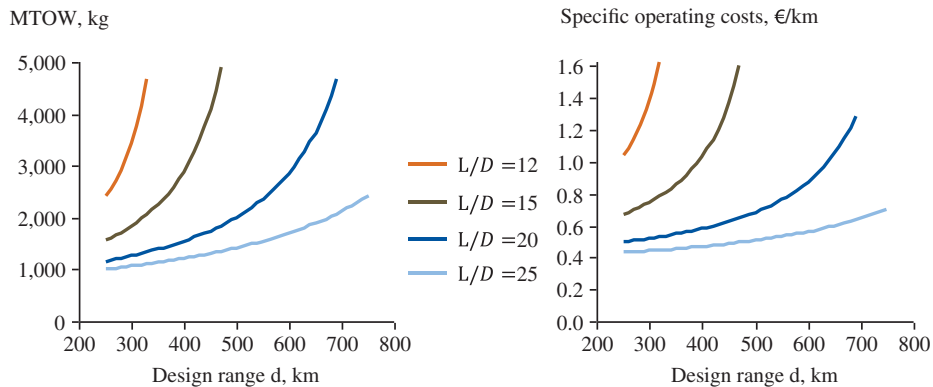 MTOW, kg
5,000
4,000
3,000
2,000
1,000
0
200 300 400 500 600 700 800
Design range d, km
L/D =12
L/D =15
L/D =20
L/D =25
Specific operating costs, €/km
1.6
1.4
1.2
1.0
0.8
0.6
0.4
0.2
0.0
200 300 400 500 600 700 800
Design range d, km